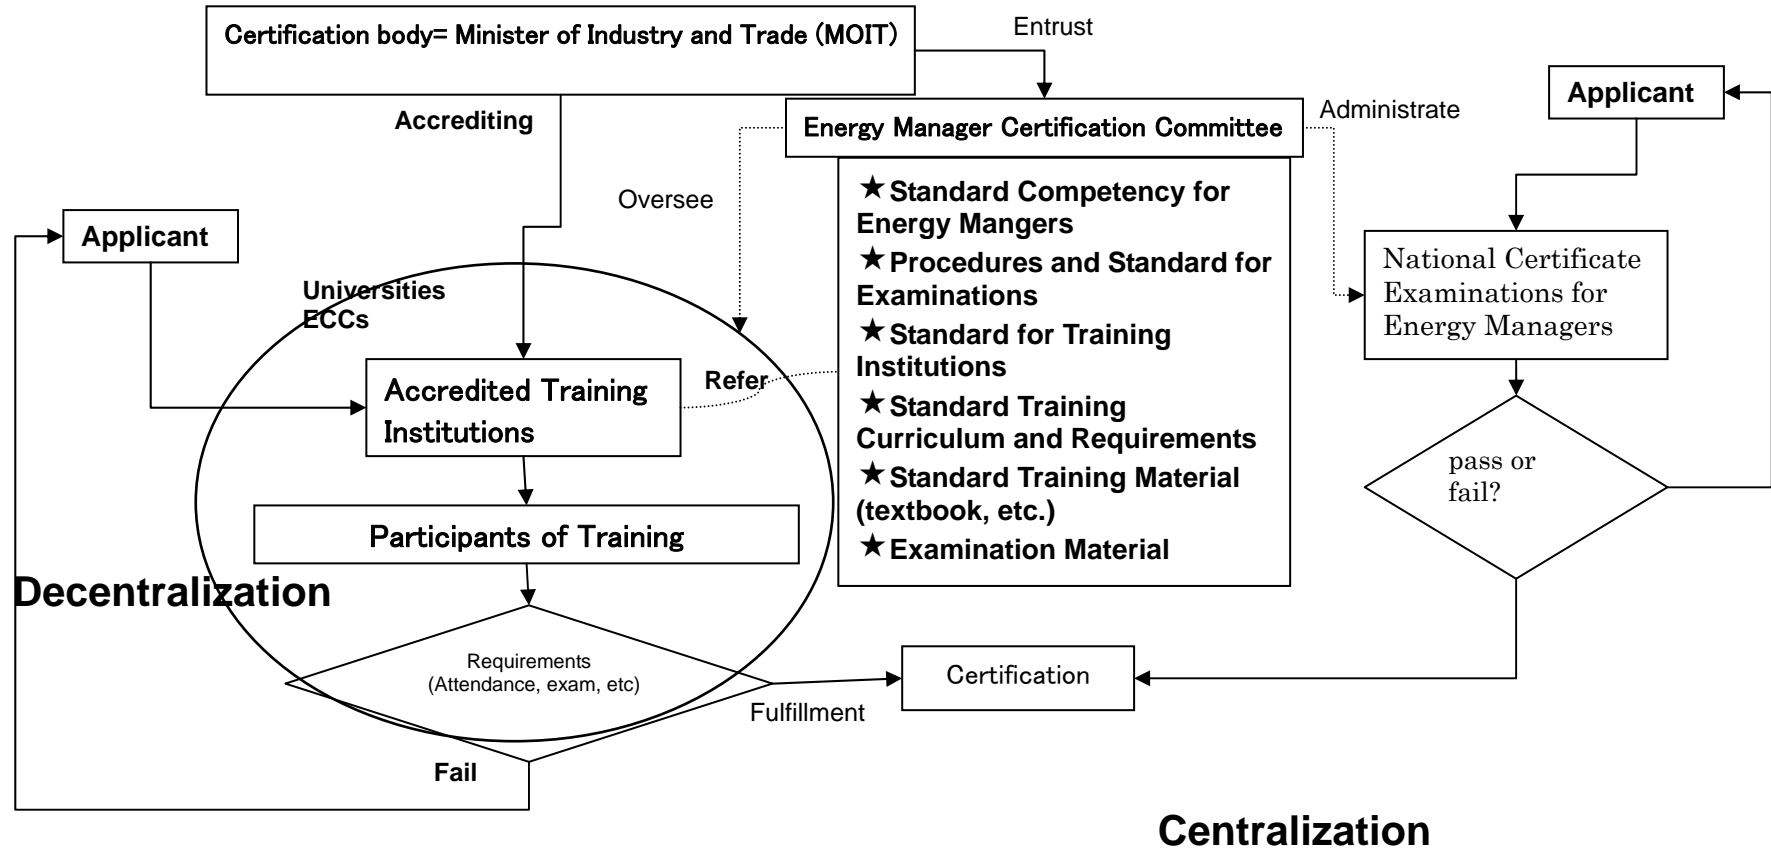 Certification body= Minister of Industry and Trade (MOIT)
Entrust
Accrediting
Energy Manager Certification Committee
Administrate
Applicant
Oversee
★Standard Competency for
Energy Mangers
★Procedures and Standard for
Examinations
★Standard for Training
Institutions
★Standard Training
Curriculum and Requirements
★Standard Training Material
(textbook, etc.)
★Examination Material
Applicant
Universities
ECCs
National Certificate
Examinations for
Energy Managers
Accredited Training
Institutions
Refer
pass or
fail?
Participants of Training
Decentralization
Requirements
(Attendance, exam, etc)
Certification
Fulfillment
Fail
Centralization